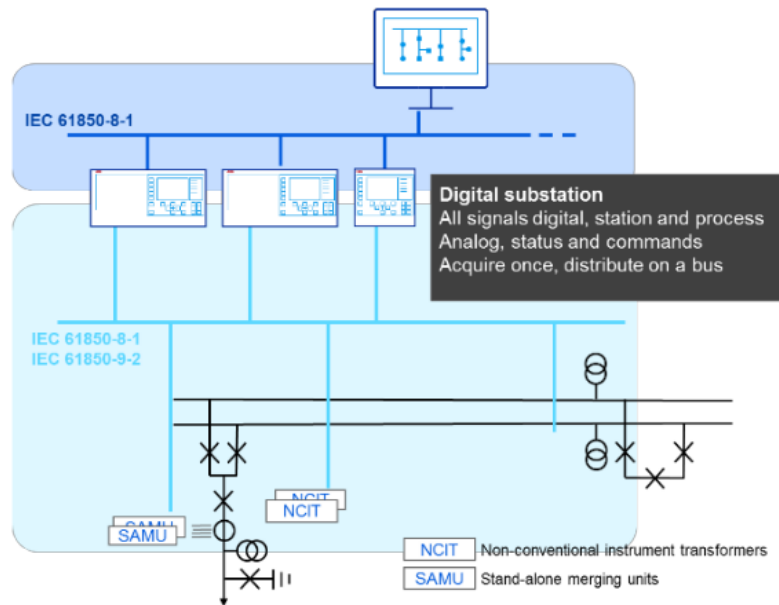 IEC 61850-8-1
Digital substation
All signals digital, station and process
Analog, status and commands
Acquire once, distribute on a bus
IEC 61850-8-1
IEC 61850-9-2
NCIT
NCIT
SAMU
SAMU
NCIT Non-conventional instrument transformers
SAMU Stand-alone merging units